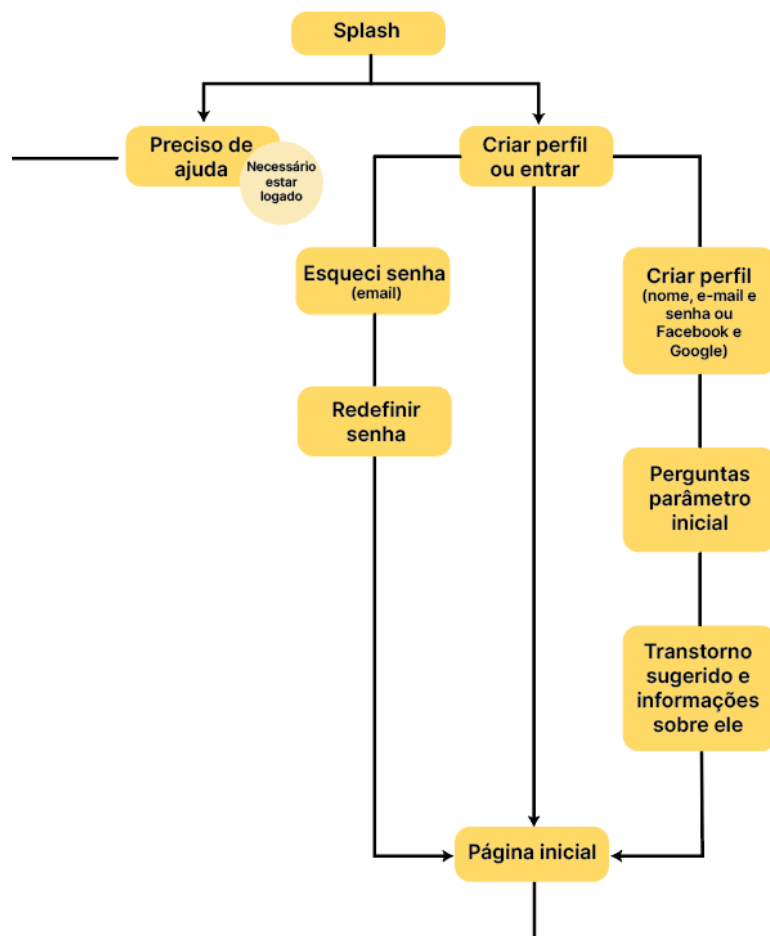 Splash
Preciso de
ajuda
Necessário
estar
logado
Criar perfil
ou entrar
Esqueci senha
(email)
Criar perfil
(nome, e-mail e
senha ou
Facebook e
Google)
Redefinir
senha
Perguntas
parâmetro
inicial
Transtorno
sugerido e
informações
sobre ele
Página inicial